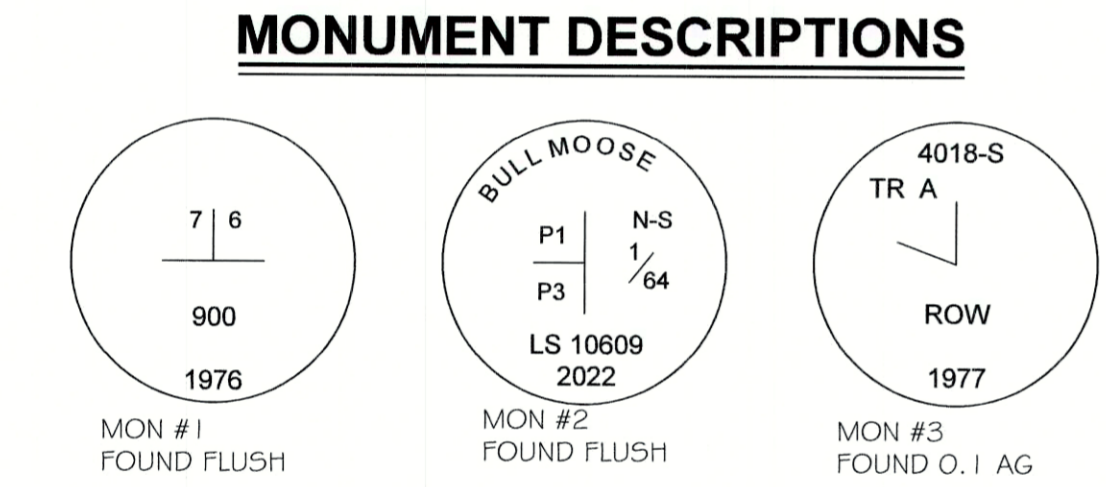 MONUMENT DESCRIPTIONS
7 6
900
1976
MON #1
FOUND FLUSH
BULL MOOSE
P1
P3
N-S
1/64
LS 10609
2022
MON #2
FOUND FLUSH
4018-S
TR A
ROW
1977
MON #3
FOUND 0.1 AG